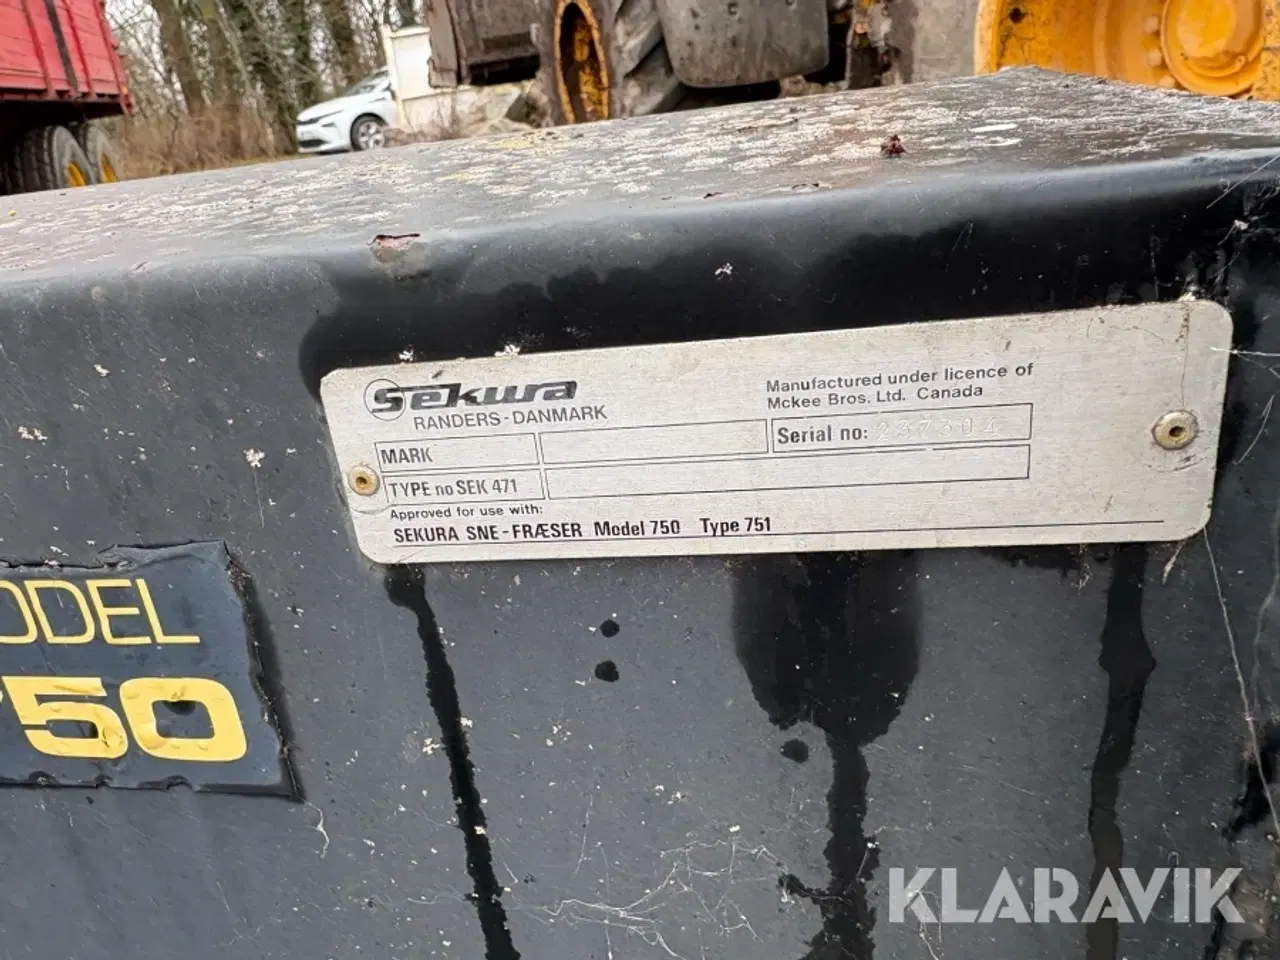 Sekura
RANDERS-DANMARK
Manufactured under licence of
Mckee Bros. Ltd. Canada
MARK
Serial no: 237304
TYPE no SEK 471
Approved for use with:
SEKURA SNE-FRÆSER Model 750 Type 751
ODEL
750
KLARAVIK